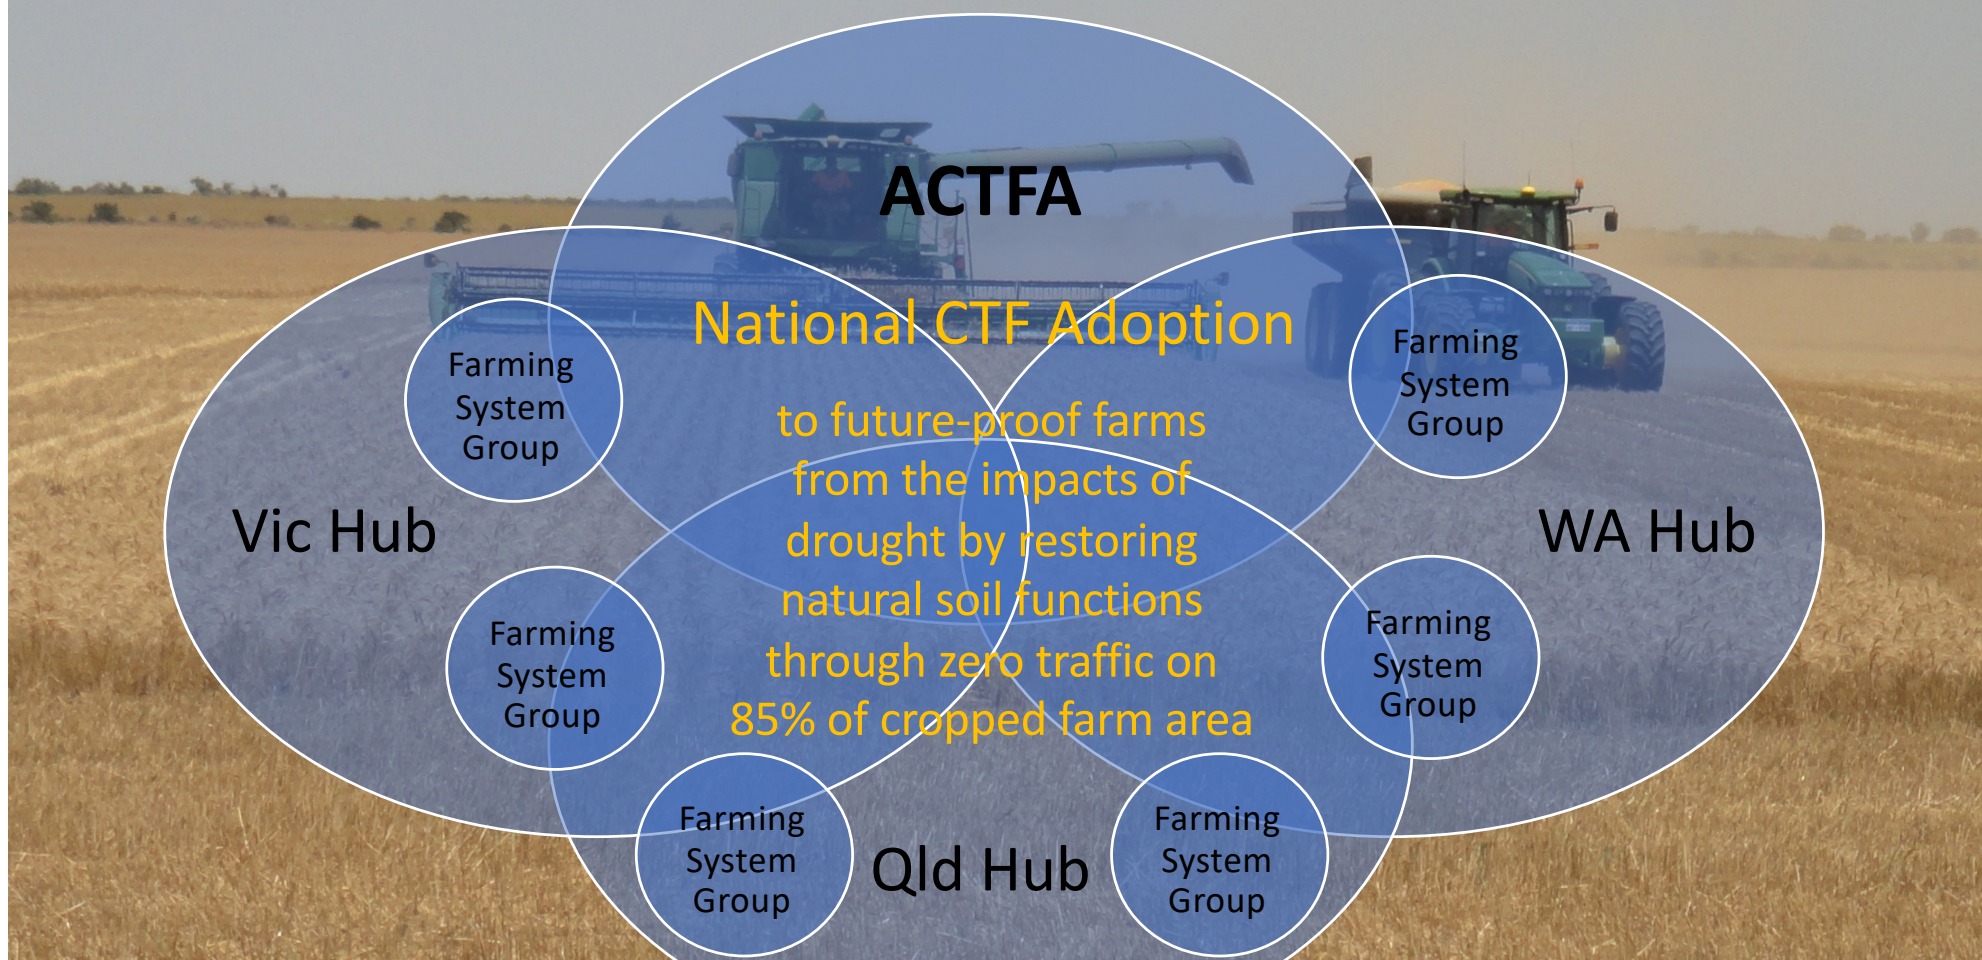 ACTFA
National CTF Adoption
to future-proof farms
from the impacts of
drought by restoring
natural soil functions
through zero traffic on
85% of cropped farm area
Vic Hub
Farming
System
Group
Farming
System
Group
WA Hub
Farming
System
Group
Farming
System
Group
Qld Hub
Farming
System
Group
Farming
System
Group